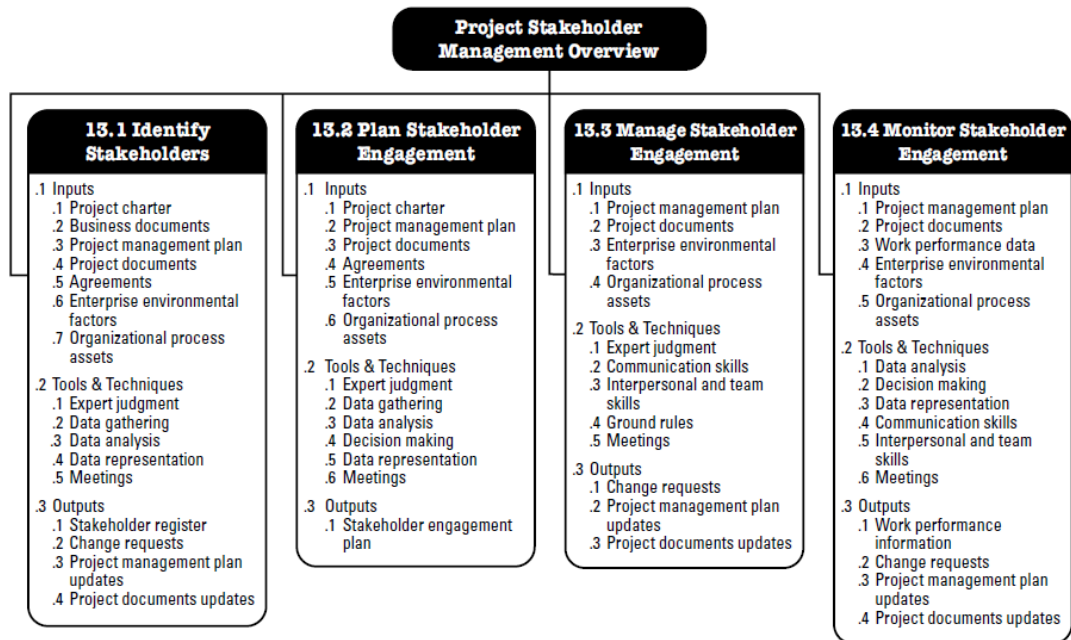 Project Stakeholder
Management Overview
13.1 Identify
Stakeholders
.1 Inputs
.1 Project charter
.2 Business documents
.3 Project management plan
.4 Project documents
.5 Agreements
.6 Enterprise environmental
factors
.7 Organizational process
assets
.2 Tools & Techniques
.1 Expert judgment
.2 Data gathering
.3 Data analysis
.4 Data representation
.5 Meetings
.3 Outputs
.1 Stakeholder register
.2 Change requests
.3 Project management plan
updates
.4 Project documents updates
13.2 Plan Stakeholder
Engagement
.1 Inputs
.1 Project charter
.2 Project management plan
.3 Project documents
.4 Agreements
.5 Enterprise environmental
factors
.6 Organizational process
assets
.2 Tools & Techniques
.1 Expert judgment
.2 Data gathering
.3 Data analysis
.4 Decision making
.5 Data representation
.6 Meetings
.3 Outputs
.1 Stakeholder engagement
plan
13.3 Manage Stakeholder
Engagement
.1 Inputs
.1 Project management plan
.2 Project documents
.3 Enterprise environmental
factors
.4 Organizational process
assets
.2 Tools & Techniques
.1 Expert judgment
.2 Communication skills
.3 Interpersonal and team
skills
.4 Ground rules
.5 Meetings
.3 Outputs
.1 Change requests
.2 Project management plan
updates
.3 Project documents updates
13.4 Monitor Stakeholder
Engagement
.1 Inputs
.1 Project management plan
.2 Project documents
.3 Work performance data
.4 Enterprise environmental
factors
.5 Organizational process
assets
.2 Tools & Techniques
.1 Data analysis
.2 Decision making
.3 Data representation
.4 Communication skills
.5 Interpersonal and team
skills
.6 Meetings
.3 Outputs
.1 Work performance
information
.2 Change requests
.3 Project management plan
updates
.4 Project documents updates